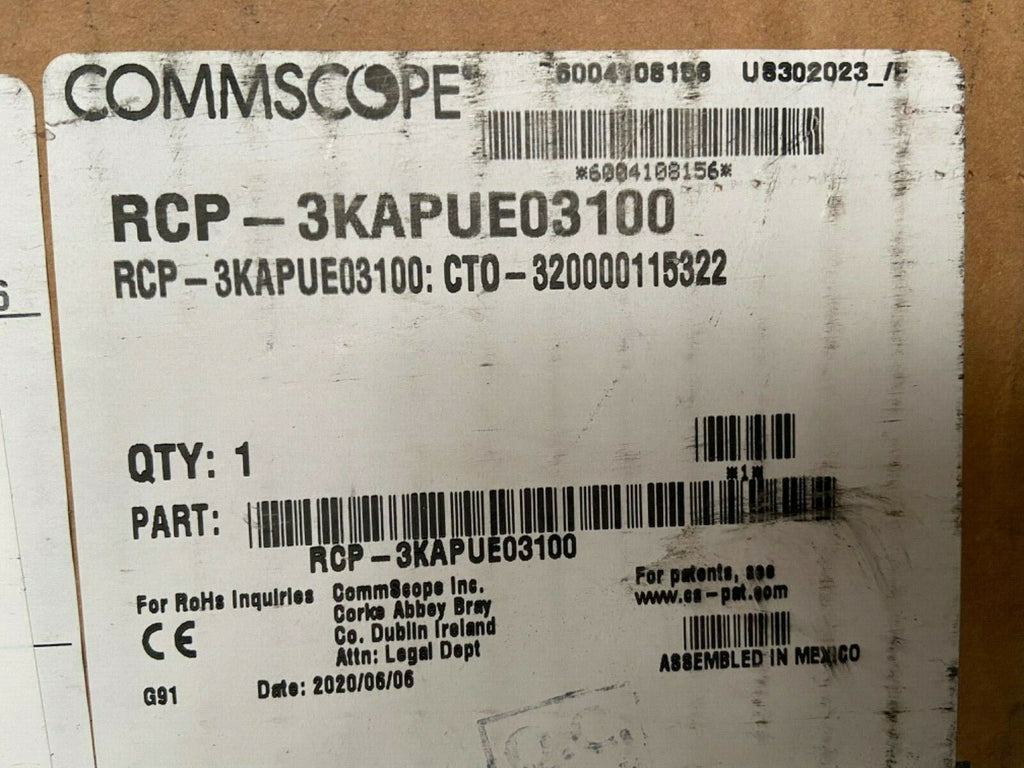 COMMSCOPE®
6004108156 U8302023_/F
*6004108156*
RCP-3KAPUE03100
RCP-3KAPUE03100: CTO-320000115322
QTY: 1
*1*
PART:
RCP-3KAPUE03100
For RoHs Inquiries
CommScope Inc.
Corke Abbey Bray
Co. Dublin Ireland
Attn: Legal Dept
CE
For patents, see
www.cs-pat.com
ASSEMBLED IN MEXICO
G91
Date: 2020/06/06
6